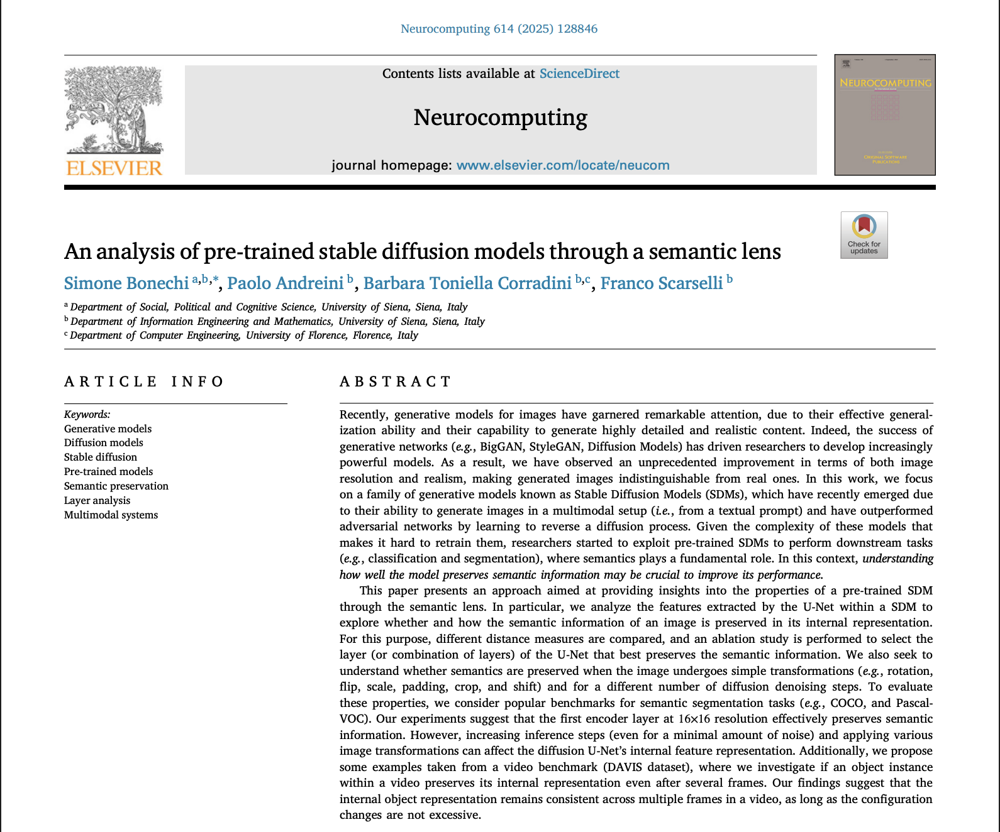 Neurocomputing 614 (2025) 128846
Contents lists available at ScienceDirect
Neurocomputing
journal homepage: www.elsevier.com/locate/neucom
ELSEVIER
NEUROCOMPUTING
ORIGINAL SOFTWARE
PUBLICATIONS
Check for
updates
An analysis of pre-trained stable diffusion models through a semantic lens
Simone Bonechi a,b,*, Paolo Andreini b, Barbara Toniella Corradini b,c, Franco Scarselli b
a Department of Social, Political and Cognitive Science, University of Siena, Siena, Italy
b Department of Information Engineering and Mathematics, University of Siena, Siena, Italy
c Department of Computer Engineering, University of Florence, Florence, Italy
ARTICLE INFO
Keywords:
Generative models
Diffusion models
Stable diffusion
Pre-trained models
Semantic preservation
Layer analysis
Multimodal systems
ABSTRACT
Recently, generative models for images have garnered remarkable attention, due to their effective general-
ization ability and their capability to generate highly detailed and realistic content. Indeed, the success of
generative networks (e.g., BigGAN, StyleGAN, Diffusion Models) has driven researchers to develop increasingly
powerful models. As a result, we have observed an unprecedented improvement in terms of both image
resolution and realism, making generated images indistinguishable from real ones. In this work, we focus
on a family of generative models known as Stable Diffusion Models (SDMs), which have recently emerged due
to their ability to generate images in a multimodal setup (i.e., from a textual prompt) and have outperformed
adversarial networks by learning to reverse a diffusion process. Given the complexity of these models that
makes it hard to retrain them, researchers started to exploit pre-trained SDMs to perform downstream tasks
(e.g., classification and segmentation), where semantics plays a fundamental role. In this context, understanding
how well the model preserves semantic information may be crucial to improve its performance.
This paper presents an approach aimed at providing insights into the properties of a pre-trained SDM
through the semantic lens. In particular, we analyze the features extracted by the U-Net within a SDM to
explore whether and how the semantic information of an image is preserved in its internal representation.
For this purpose, different distance measures are compared, and an ablation study is performed to select the
layer (or combination of layers) of the U-Net that best preserves the semantic information. We also seek to
understand whether semantics are preserved when the image undergoes simple transformations (e.g., rotation,
flip, scale, padding, crop, and shift) and for a different number of diffusion denoising steps. To evaluate
these properties, we consider popular benchmarks for semantic segmentation tasks (e.g., COCO, and Pascal-
VOC). Our experiments suggest that the first encoder layer at 16×16 resolution effectively preserves semantic
information. However, increasing inference steps (even for a minimal amount of noise) and applying various
image transformations can affect the diffusion U-Net's internal feature representation. Additionally, we propose
some examples taken from a video benchmark (DAVIS dataset), where we investigate if an object instance
within a video preserves its internal representation even after several frames. Our findings suggest that the
internal object representation remains consistent across multiple frames in a video, as long as the configuration
changes are not excessive.